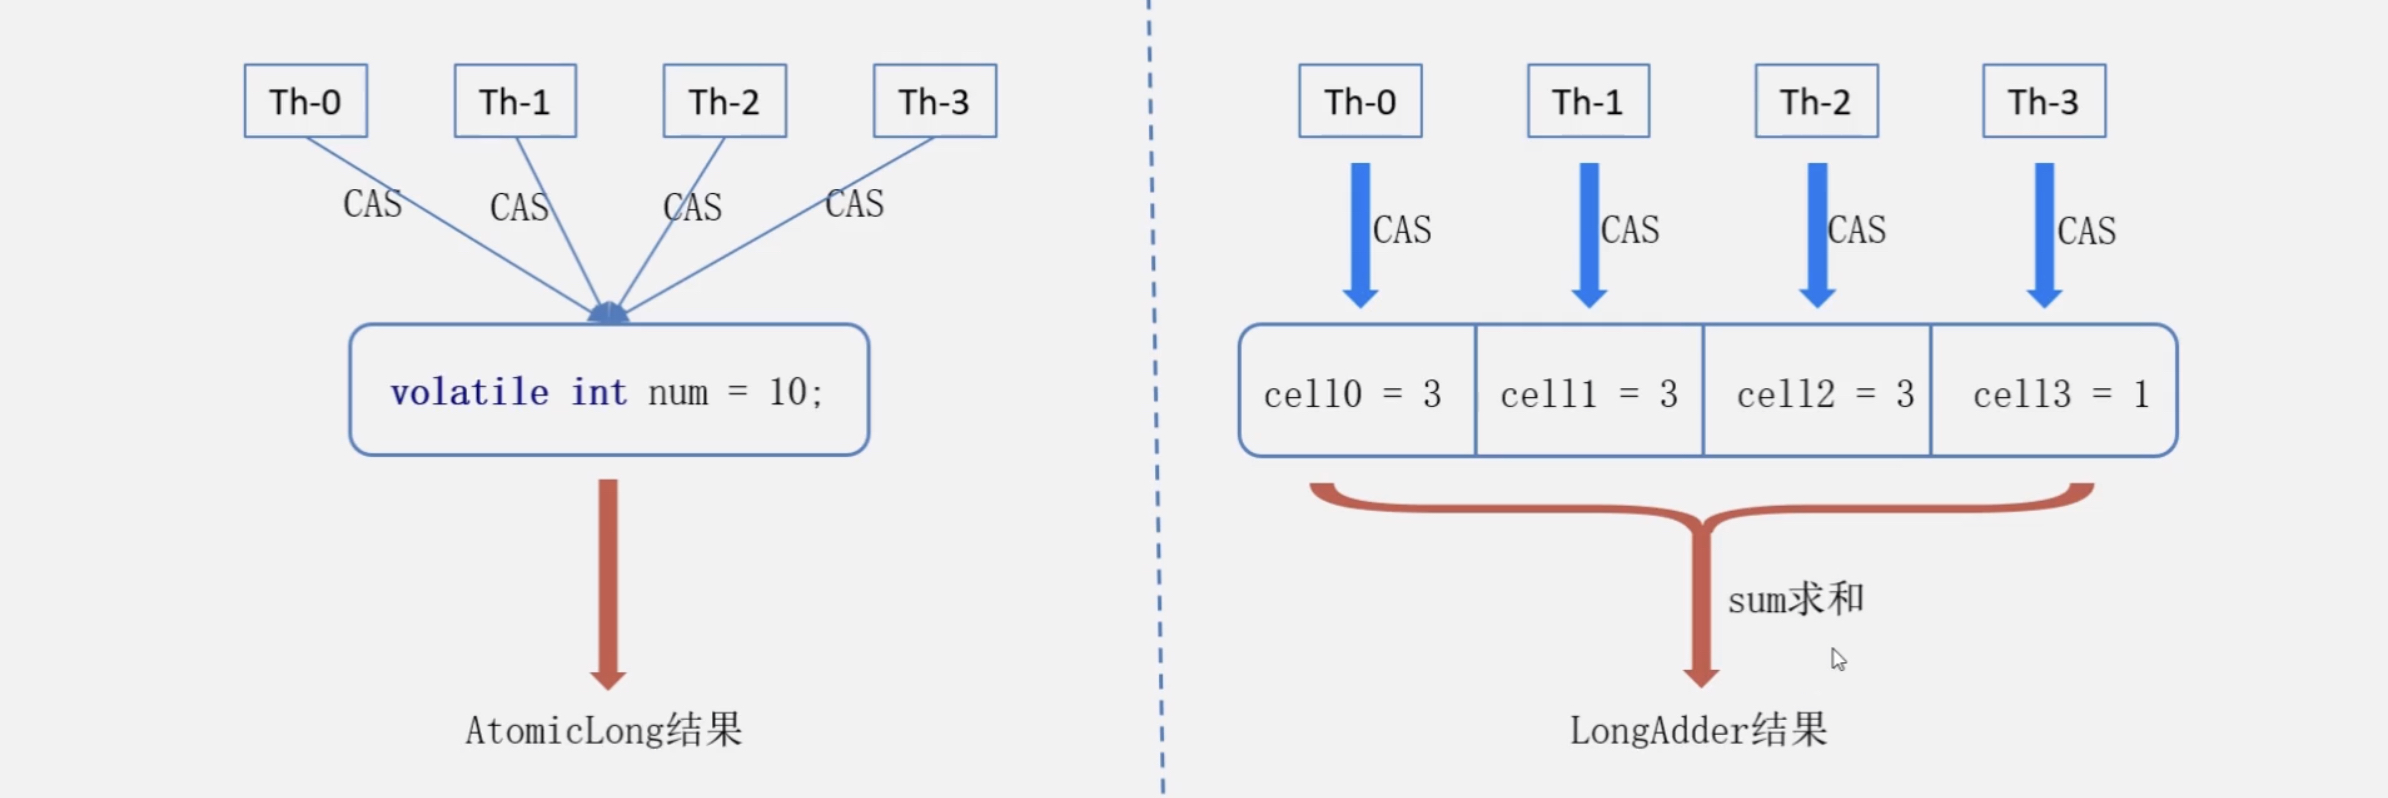 Th-0
Th-1
Th-2
Th-3
CAS
CAS
CAS
CAS
volatile int num = 10;
AtomicLong结果
Th-0
Th-1
Th-2
Th-3
CAS
CAS
CAS
CAS
cell0 = 3
cell1 = 3
cell2 = 3
cell3 = 1
sum求和
LongAdder结果